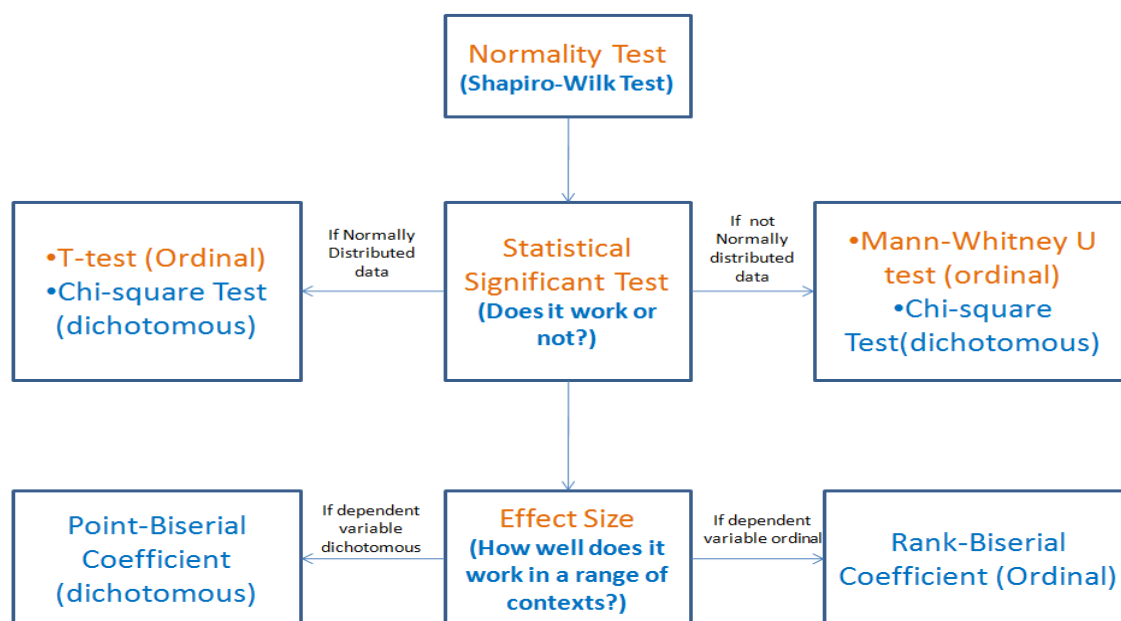 Normality Test
(Shapiro-Wilk Test)
•T-test (Ordinal)
•Chi-square Test
(dichotomous)
If Normally
Distributed
data
Statistical
Significant Test
(Does it work or
not?)
If not
Normally
distributed
data
•Mann-Whitney U
test (ordinal)
•Chi-square
Test(dichotomous)
Point-Biserial
Coefficient
(dichotomous)
If dependent
variable
dichotomous
Effect Size
(How well does it
work in a range of
contexts?)
If dependent
variable ordinal
Rank-Biserial
Coefficient (Ordinal)